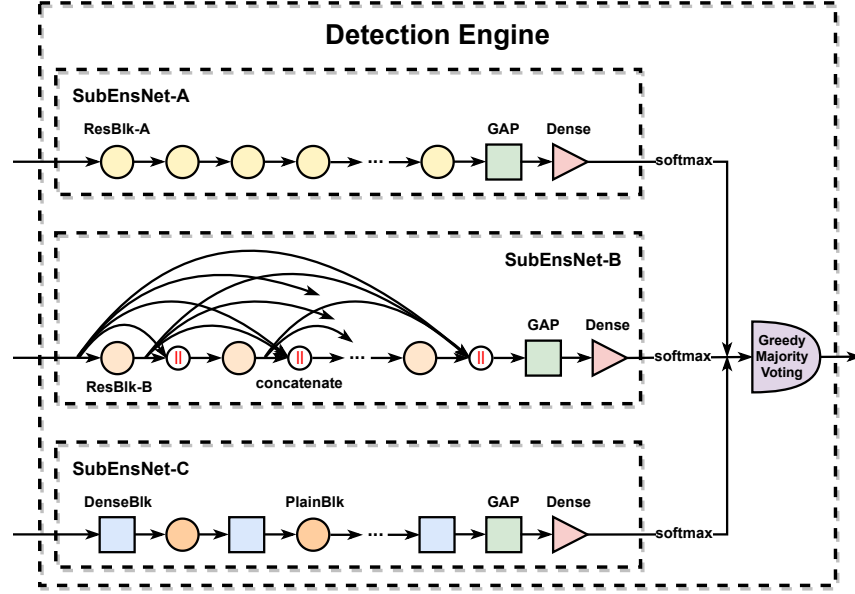 Detection Engine
SubEnsNet-A
ResBlk-A
GAP
Dense
...
softmax
SubEnsNet-B
||
||
...
||
GAP
Dense
ResBlk-B
concatenate
softmax
Greedy
Majority
Voting
SubEnsNet-C
DenseBlk
PlainBlk
GAP
Dense
...
softmax